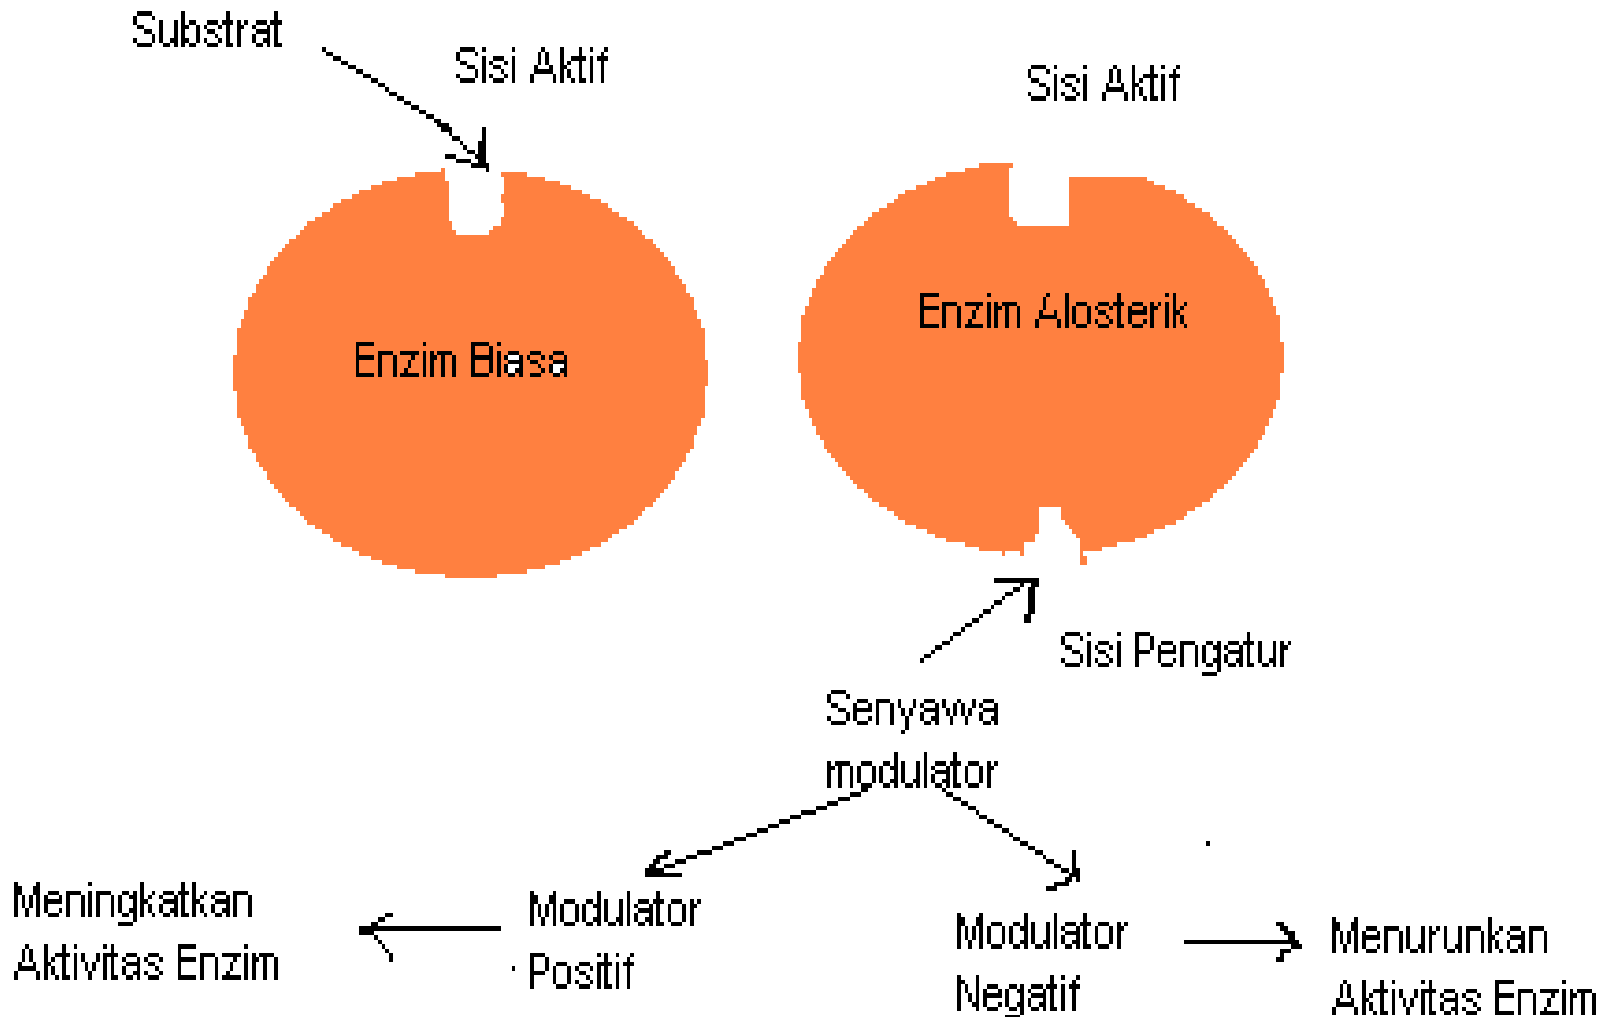 Substrat
Sisi Aktif
Sisi Aktif
Enzim Biasa
Enzim Alosterik
Sisi Pengatur
Senyawa
modulator
Modulator
Positif
Meningkatkan
Aktivitas Enzim
Modulator
Negatif
Menurunkan
Aktivitas Enzim